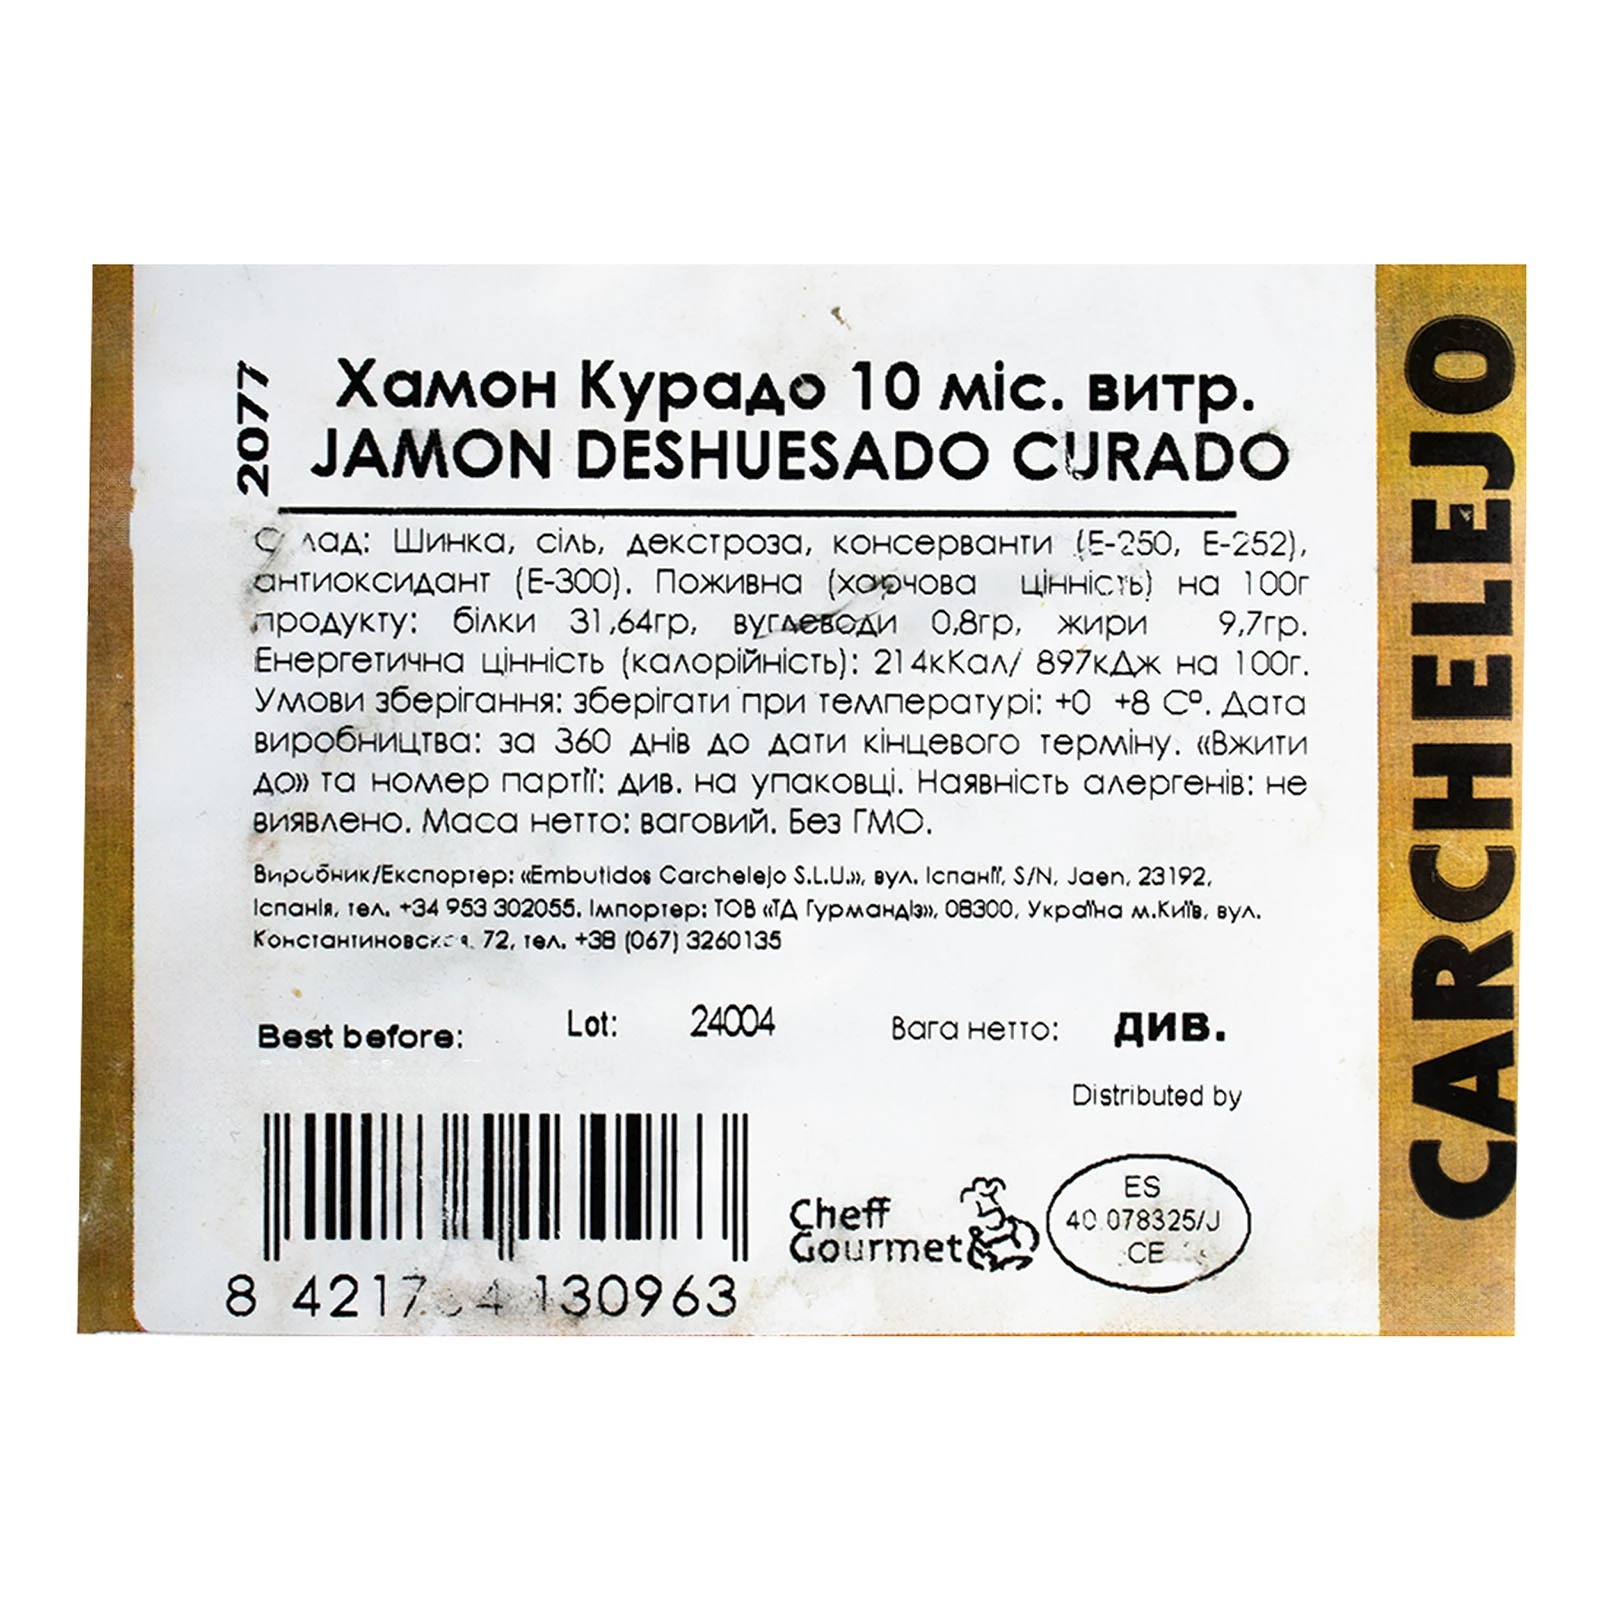 2077
Хамон Курадо 10 міс. витр.
JAMON DESHUESADO CURADO
Шинка, сіль, декстроза, консерванти (Е-250, Е-252),
антиоксидант (Е-300). Поживна (харчова цінність) на 100г
продукту: білки 31,64гр, вуглеводи 0,8гр, жири 9,7гр.
Енергетична цінність (калорійність): 214кКал/ 897кДж на 100г.
Умови зберігання: зберігати при температурі: +0 +8 С°. Дата
виробництва: за 360 днів до дати кінцевого терміну. «Вжити
до» та номер партії: див. на упаковці. Наявність алергенів: не
виявлено. Маса нетто: ваговий. Без ГМО.
Виробник/Експортер: «Embutidos Carchelejo S.L.U.», вул. Іспанії, S/N, Jaen, 23192,
Іспанія, тел. +34 953 302055. Імпортер: ТОВ «ТД Гурмандіз», 08300, Україна м.Київ, вул.
72, тел. +38 (067) 3260135
Best before: Lot: 24004 Вага нетто: див.
Distributed by
Cheff
Gourmet
ES
40.078325/J
CE
8 130963
CARCHELEJO